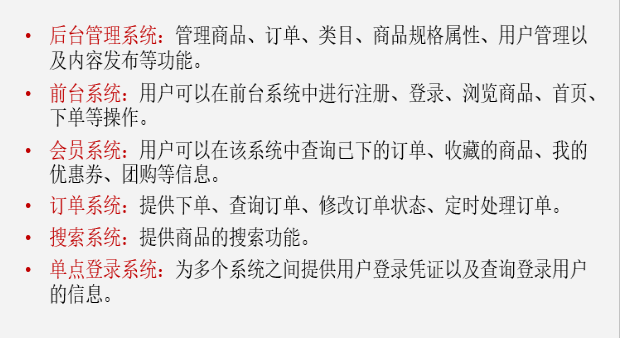 • 后台管理系统：管理商品、订单、类目、商品规格属性、用户管理以
及内容发布等功能。
• 前台系统：用户可以在前台系统中进行注册、登录、浏览商品、首页、
下单等操作。
• 会员系统：用户可以在该系统中查询已下的订单、收藏的商品、我的
优惠券、团购等信息。
• 订单系统：提供下单、查询订单、修改订单状态、定时处理订单。
• 搜索系统：提供商品的搜索功能。
• 单点登录系统：为多个系统之间提供用户登录凭证以及查询登录用户
的信息。